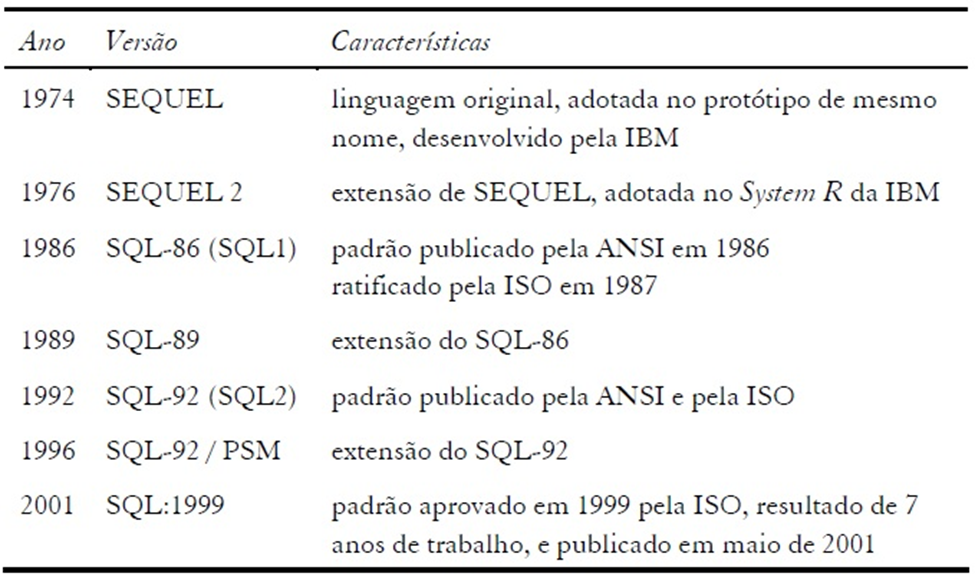 Ano Versão Características
1974 SEQUEL linguagem original, adotada no protótipo de mesmo
nome, desenvolvido pela IBM
1976 SEQUEL 2 extensão de SEQUEL, adotada no System R da IBM
1986 SQL-86 (SQL1) padrão publicado pela ANSI em 1986
ratificado pela ISO em 1987
1989 SQL-89 extensão do SQL-86
1992 SQL-92 (SQL2) padrão publicado pela ANSI e pela ISO
1996 SQL-92 / PSM extensão do SQL-92
2001 SQL:1999 padrão aprovado em 1999 pela ISO, resultado de 7
anos de trabalho, e publicado em maio de 2001